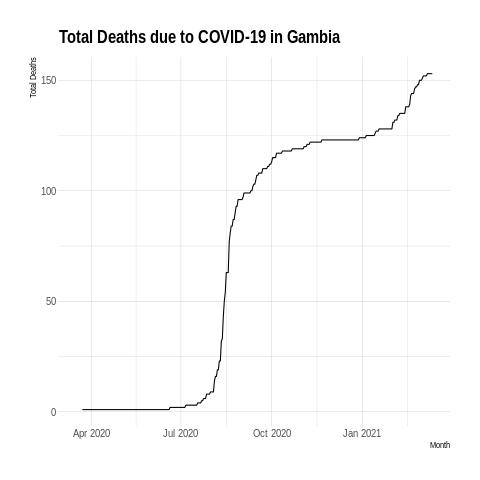 Total Deaths due to COVID-19 in Gambia
Total Deaths
150
100
50
0
Apr 2020
Jul 2020
Oct 2020
Jan 2021
Month